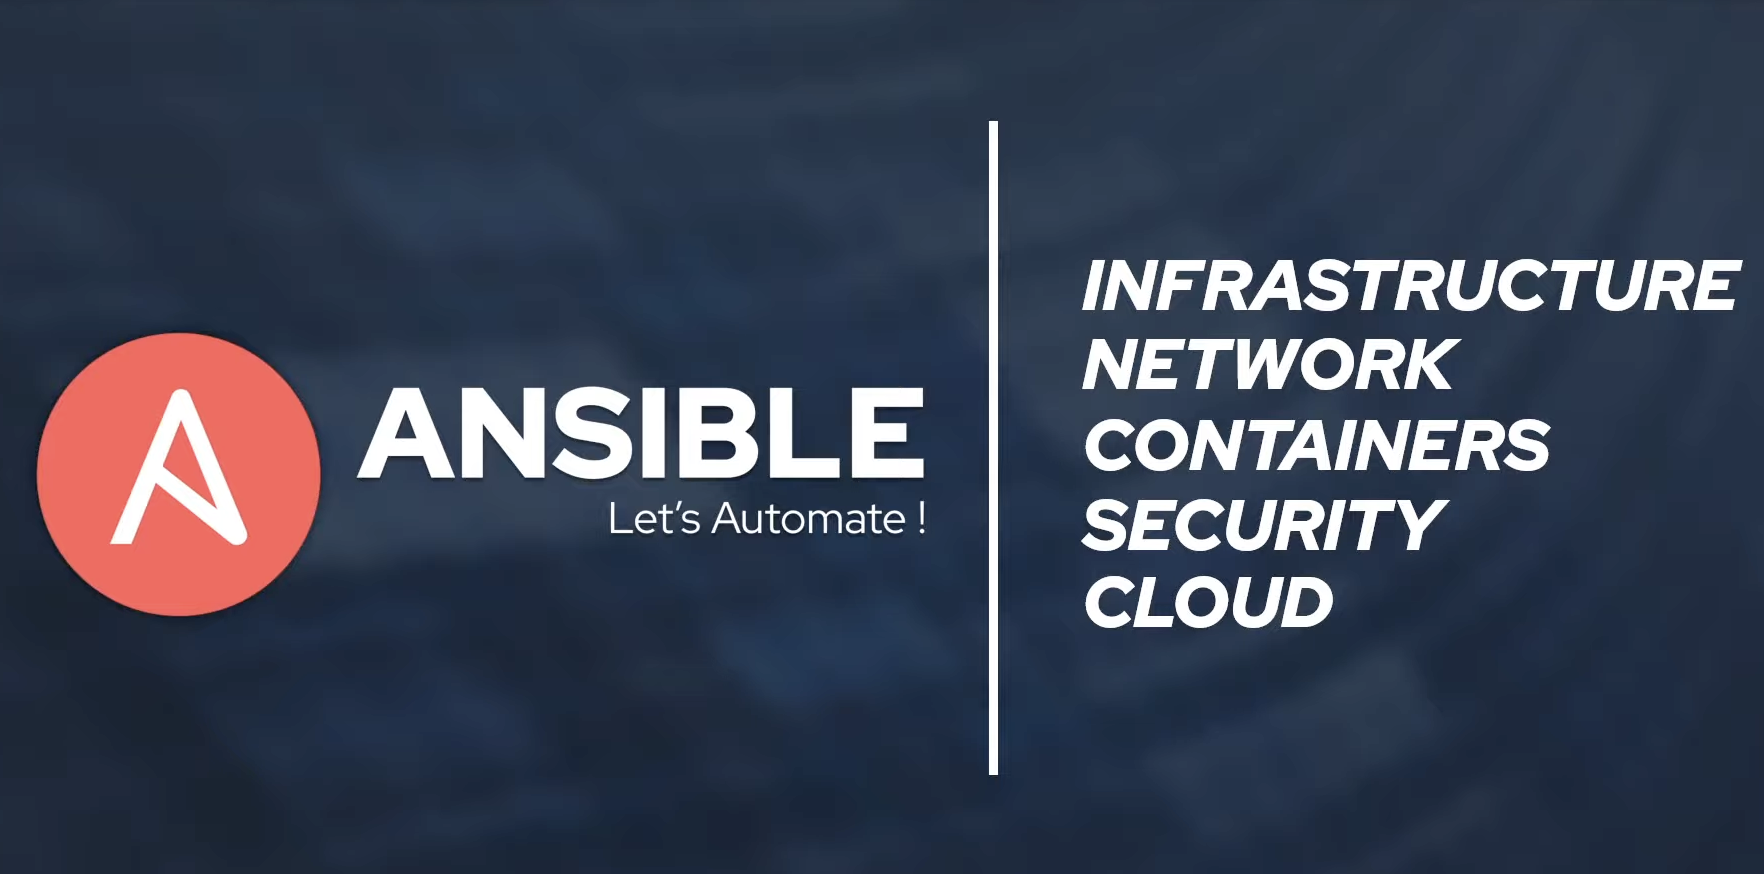 ANSIBLE
Let's Automate !
INFRASTRUCTURE
NETWORK
CONTAINERS
SECURITY
CLOUD